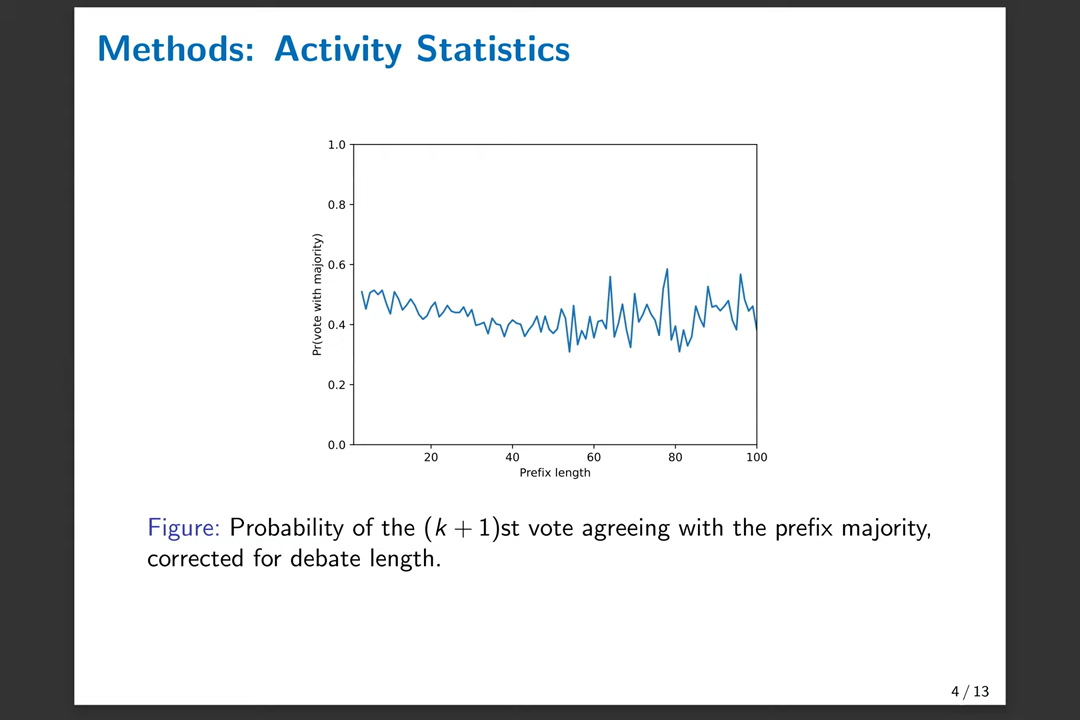 Methods: Activity Statistics
1.0
0.8
0.6
0.4
0.2
0.0
Pr(vote with majority)
20 40 60 80 100
Prefix length
Figure: Probability of the (k + 1)st vote agreeing with the prefix majority,
corrected for debate length.
4 / 13